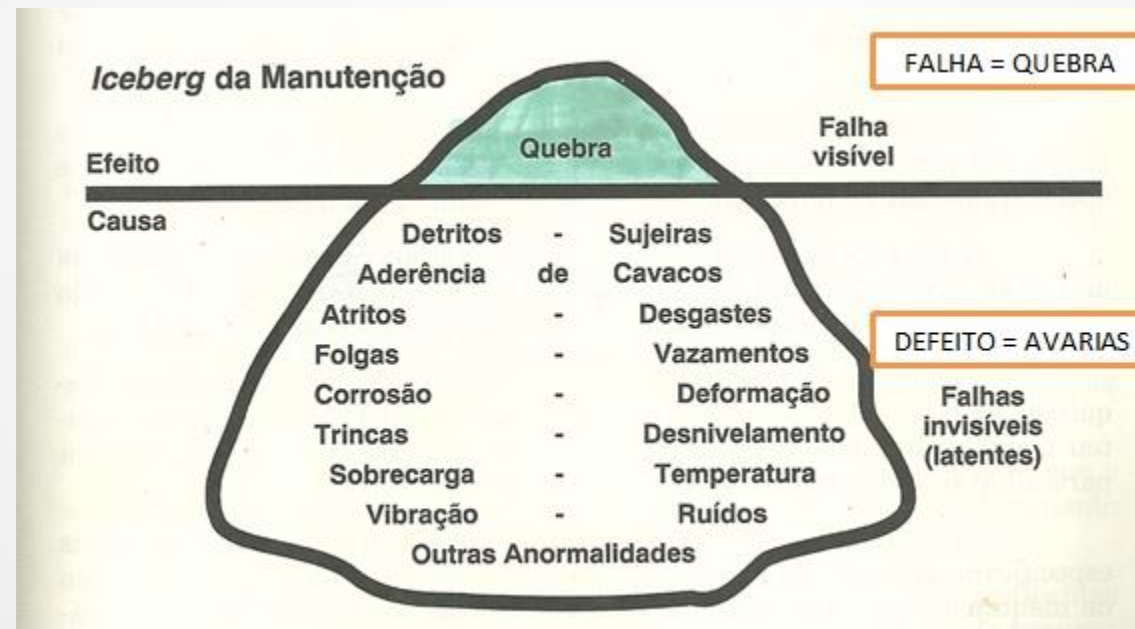 Iceberg da Manutenção
FALHA = QUEBRA
Efeito
Quebra
Falha
visível
Causa
Detritos - Sujeiras
Aderência de Cavacos
Atritos - Desgastes
Folgas - Vazamentos
Corrosão - Deformação
Trincas - Desnivelamento
Sobrecarga - Temperatura
Vibração - Ruídos
Outras Anormalidades
DEFEITO = AVARIAS
Falhas
invisíveis
(latentes)